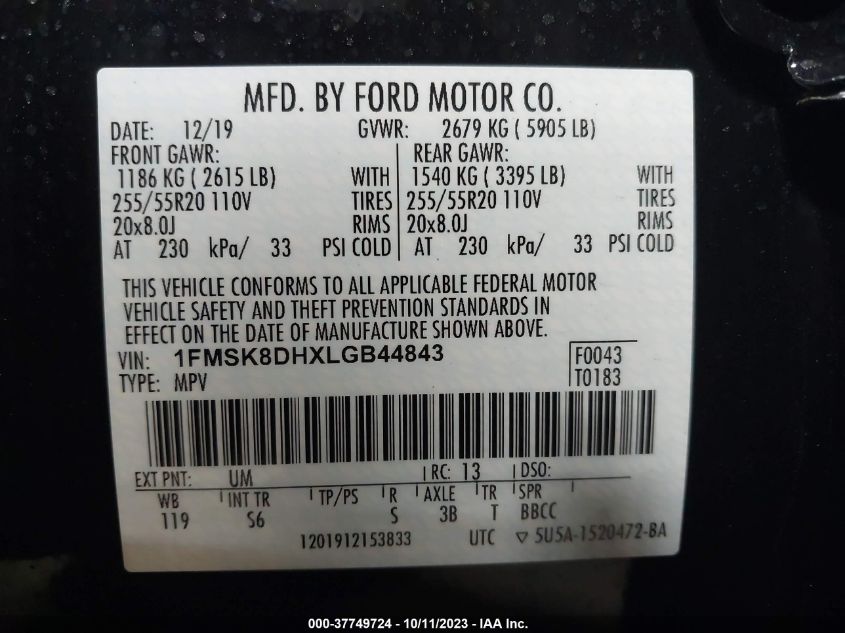 MFD. BY FORD MOTOR CO.
DATE: 12/19 GVWR: 2679 KG ( 5905 LB)
FRONT GAWR: REAR GAWR:
1186 KG ( 2615 LB) WITH 1540 KG ( 3395 LB) WITH
255/55R20 110V TIRES 255/55R20 110V TIRES
20x8.0J RIMS 20x8.0J RIMS
AT 230 kPa/ 33 PSI COLD AT 230 kPa/ 33 PSI COLD
THIS VEHICLE CONFORMS TO ALL APPLICABLE FEDERAL MOTOR
VEHICLE SAFETY AND THEFT PREVENTION STANDARDS IN
EFFECT ON THE DATE OF MANUFACTURE SHOWN ABOVE.
VIN: 1FMSK8DHXLGB44843 F0043
TYPE: MPV T0183
EXT PNT: UM RC: 13 DSO:
WB INT TR TP/PS R AXLE TR SPR
119 S6 S 3B T BBCC
1201912153833 UTC ▽ 5U5A-1520472-BA
000-37749724 - 10/11/2023 - IAA Inc.